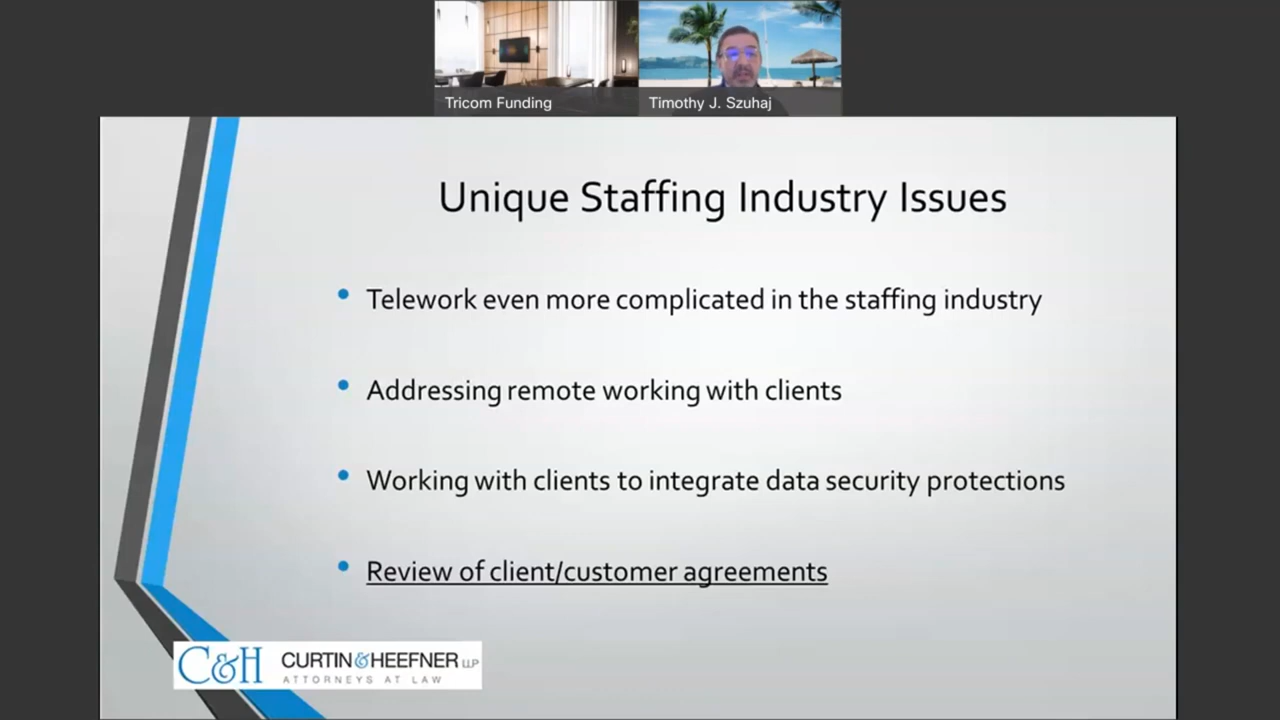 Tricom Funding
Timothy J. Szuhaj
Unique Staffing Industry Issues
• Telework even more complicated in the staffing industry
• Addressing remote working with clients
• Working with clients to integrate data security protections
• Review of client/customer agreements
C&H CURTIN&HEEFNER LLP
ATTORNEYS AT LAW